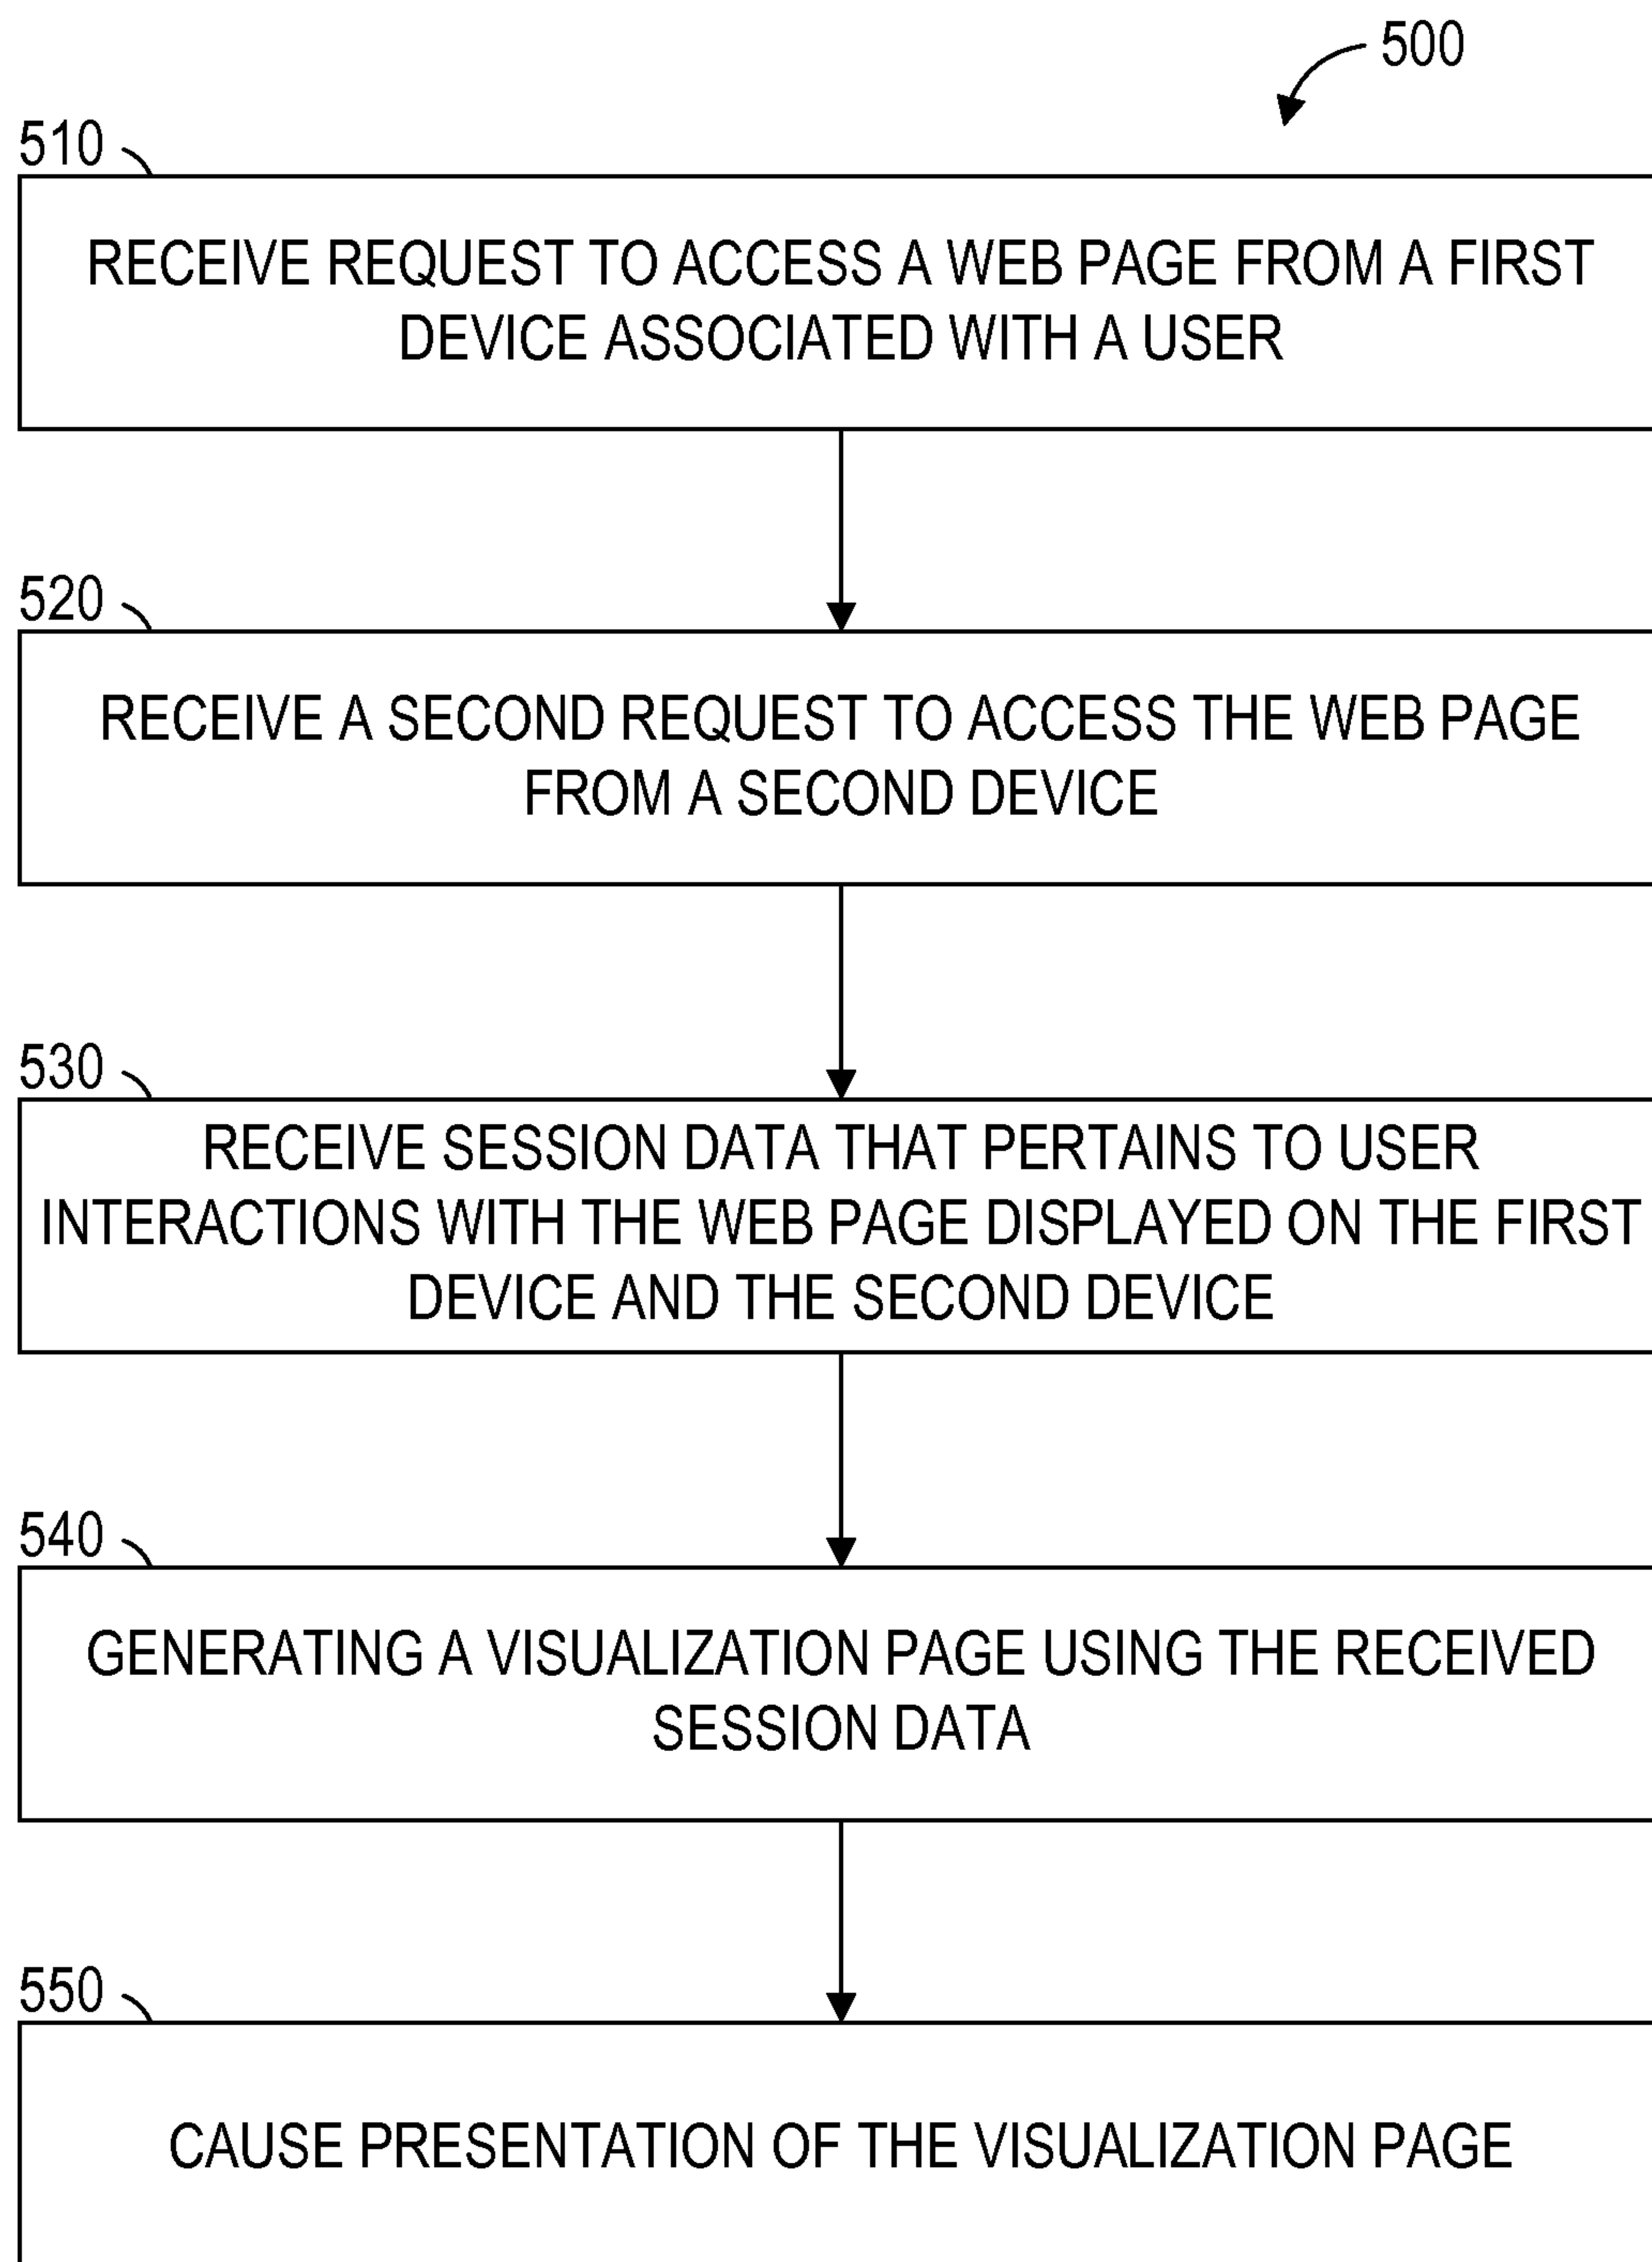 500
510
RECEIVE REQUEST TO ACCESS A WEB PAGE FROM A FIRST
DEVICE ASSOCIATED WITH A USER
520
RECEIVE A SECOND REQUEST TO ACCESS THE WEB PAGE
FROM A SECOND DEVICE
530
RECEIVE SESSION DATA THAT PERTAINS TO USER
INTERACTIONS WITH THE WEB PAGE DISPLAYED ON THE FIRST
DEVICE AND THE SECOND DEVICE
540
GENERATING A VISUALIZATION PAGE USING THE RECEIVED
SESSION DATA
550
CAUSE PRESENTATION OF THE VISUALIZATION PAGE